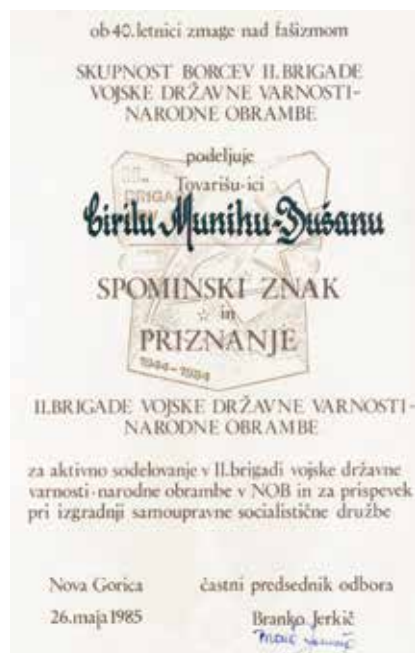 ob 40. letnici zmage nad fašizmom
SKUPNOST BORCEV II. BRIGADE
VOJSKE DRŽAVNE VARNOSTI-
NARODNE OBRAMBE
podeljuje
Tovarišu-ici
Cirilu Munihu-Dušanu
SPOMINSKI ZNAK
in
PRIZNANJE
1944-1984
II. BRIGADE VOJSKE DRŽAVNE VARNOSTI-
NARODNE OBRAMBE
za aktivno sodelovanje v II. brigadi vojske državne
varnosti-narodne obrambe v NOB in za prispevek
pri izgradnji samoupravne socialistične družbe
Nova Gorica častni predsednik odbora
26. maja 1985 Branko Jerkič